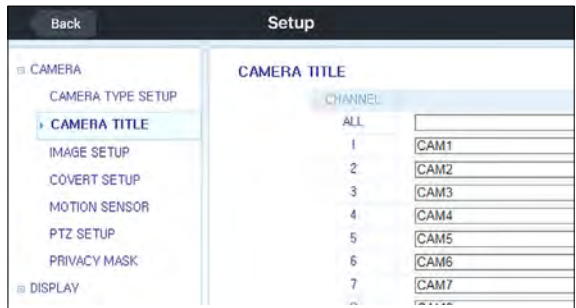 Back
Setup
CAMERA
CAMERA TYPE SETUP
CAMERA TITLE
IMAGE SETUP
COVERT SETUP
MOTION SENSOR
PTZ SETUP
PRIVACY MASK
DISPLAY
CAMERA TITLE
CHANNEL
ALL
1 CAM1
2 CAM2
3 CAM3
4 CAM4
5 CAM5
6 CAM6
7 CAM7